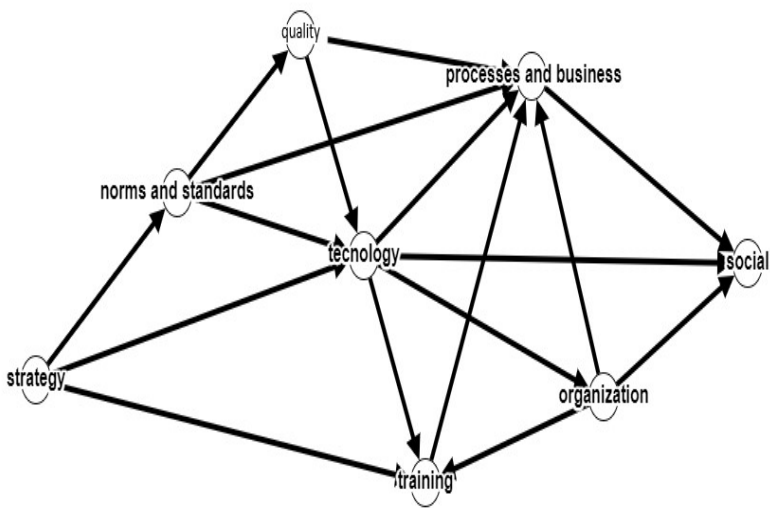 quality
processes and business
norms and standards
tecnology
social
strategy
organization
training